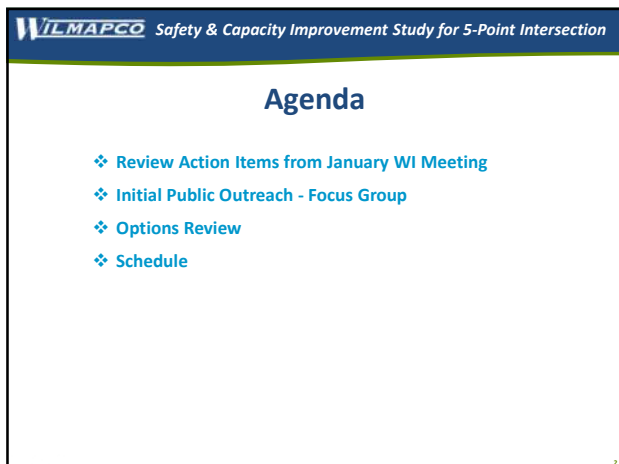 WILMAPCO Safety & Capacity Improvement Study for 5-Point Intersection
Agenda
❖ Review Action Items from January WI Meeting
❖ Initial Public Outreach - Focus Group
❖ Options Review
❖ Schedule